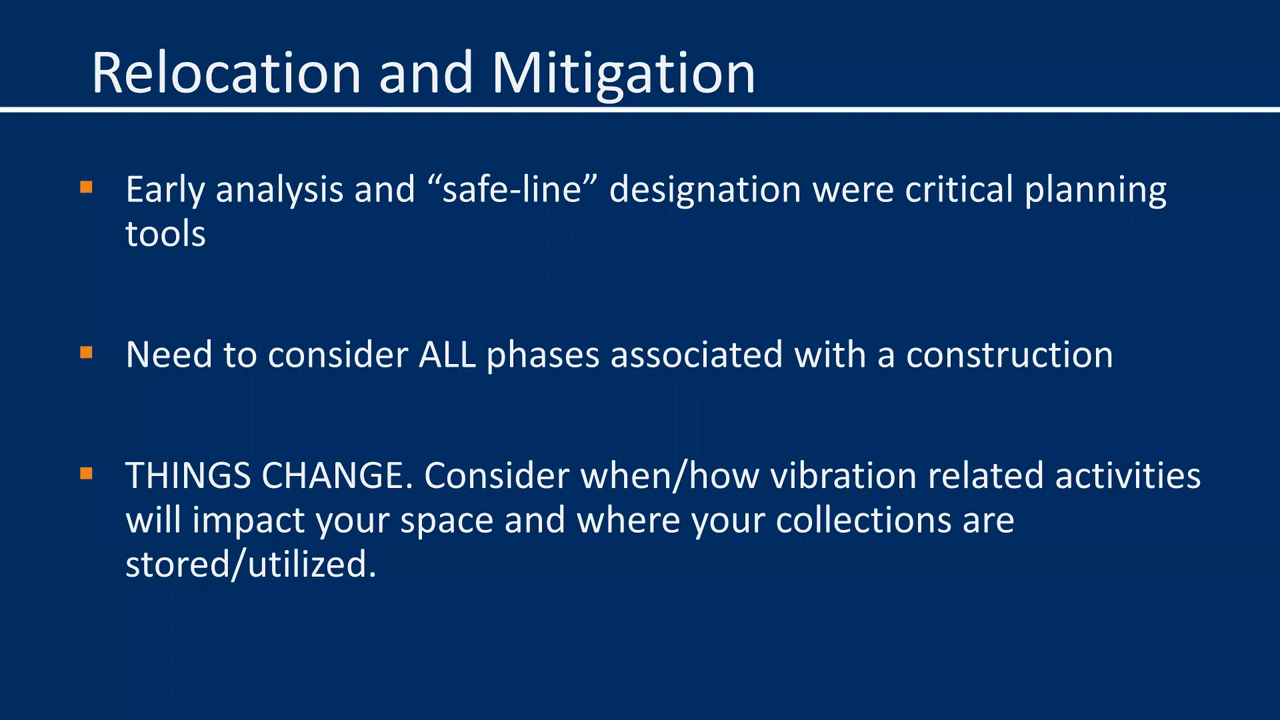 Relocation and Mitigation
Early analysis and “safe-line” designation were critical planning
tools
Need to consider ALL phases associated with a construction
THINGS CHANGE. Consider when/how vibration related activities
will impact your space and where your collections are
stored/utilized.